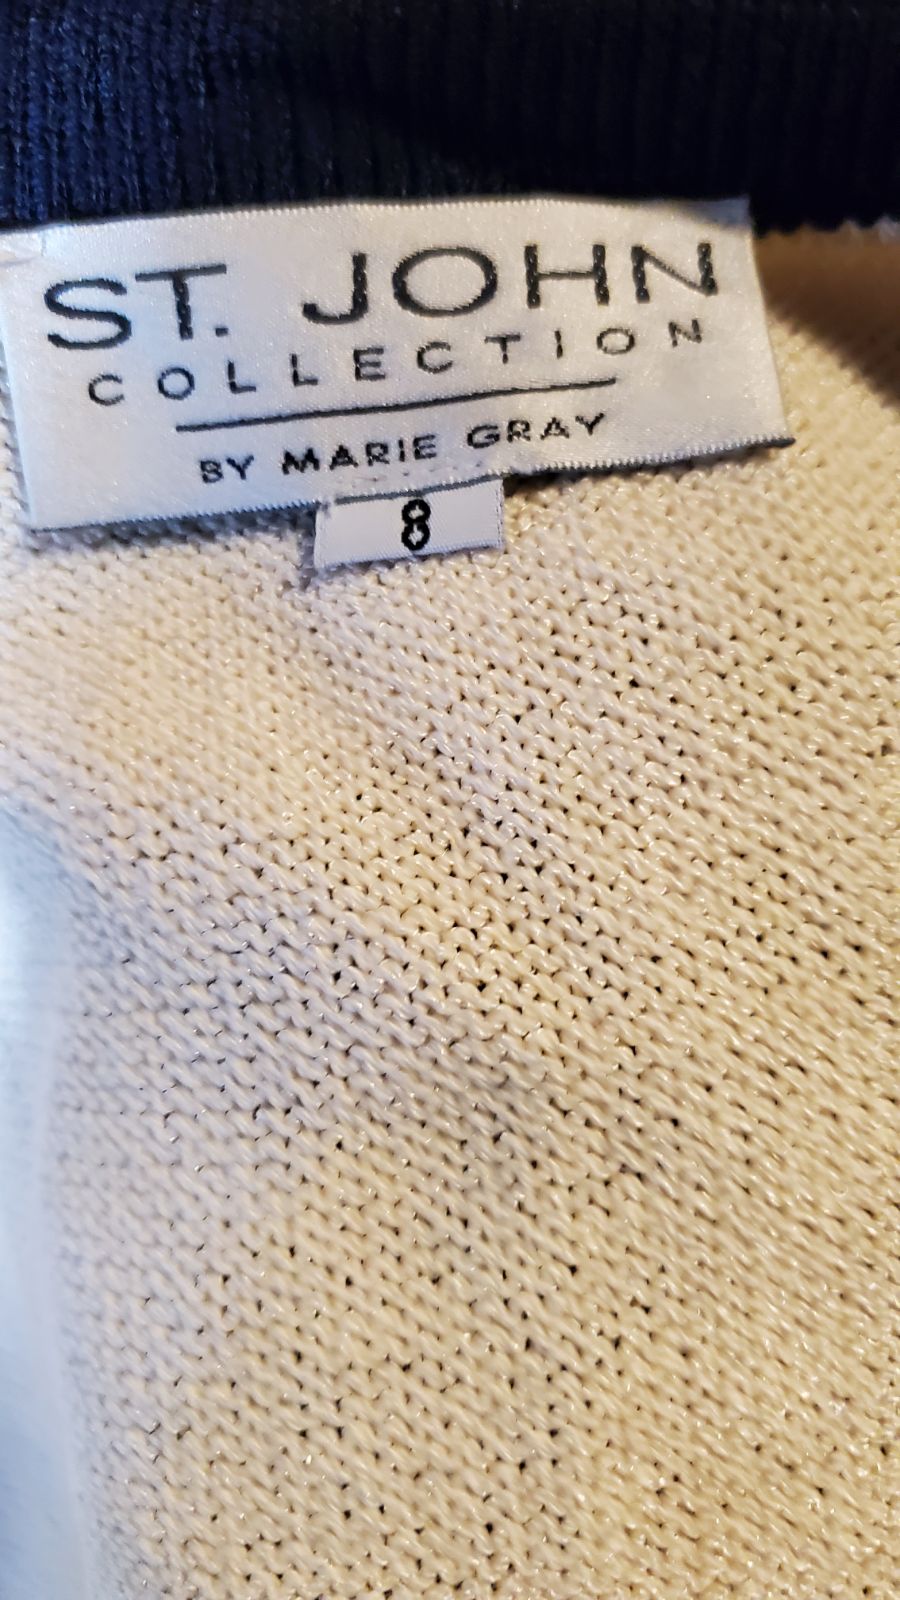 ST. JOHN
COLLECTION
BY MARIE GRAY
8